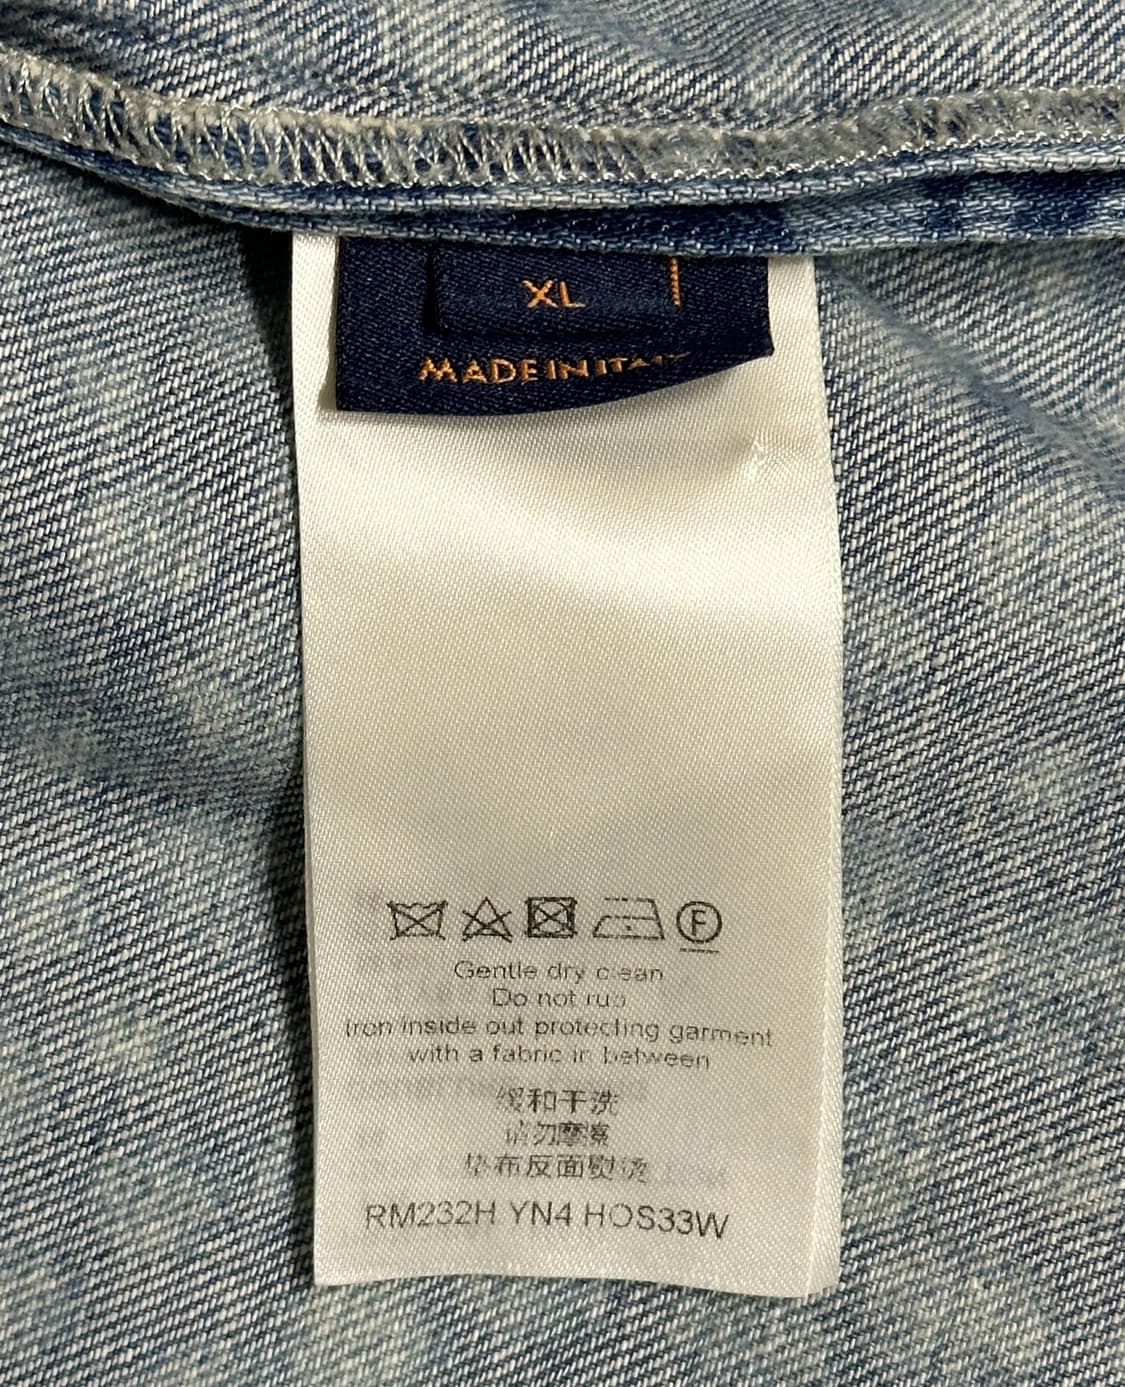 XL
MADE IN ITALY
F
Gentle dry clean
Do not rub
Iron inside out protecting garment
with a fabric in between
缓和干洗
请勿摩擦
垫布反面熨烫
RM232H YN4 HOS33W